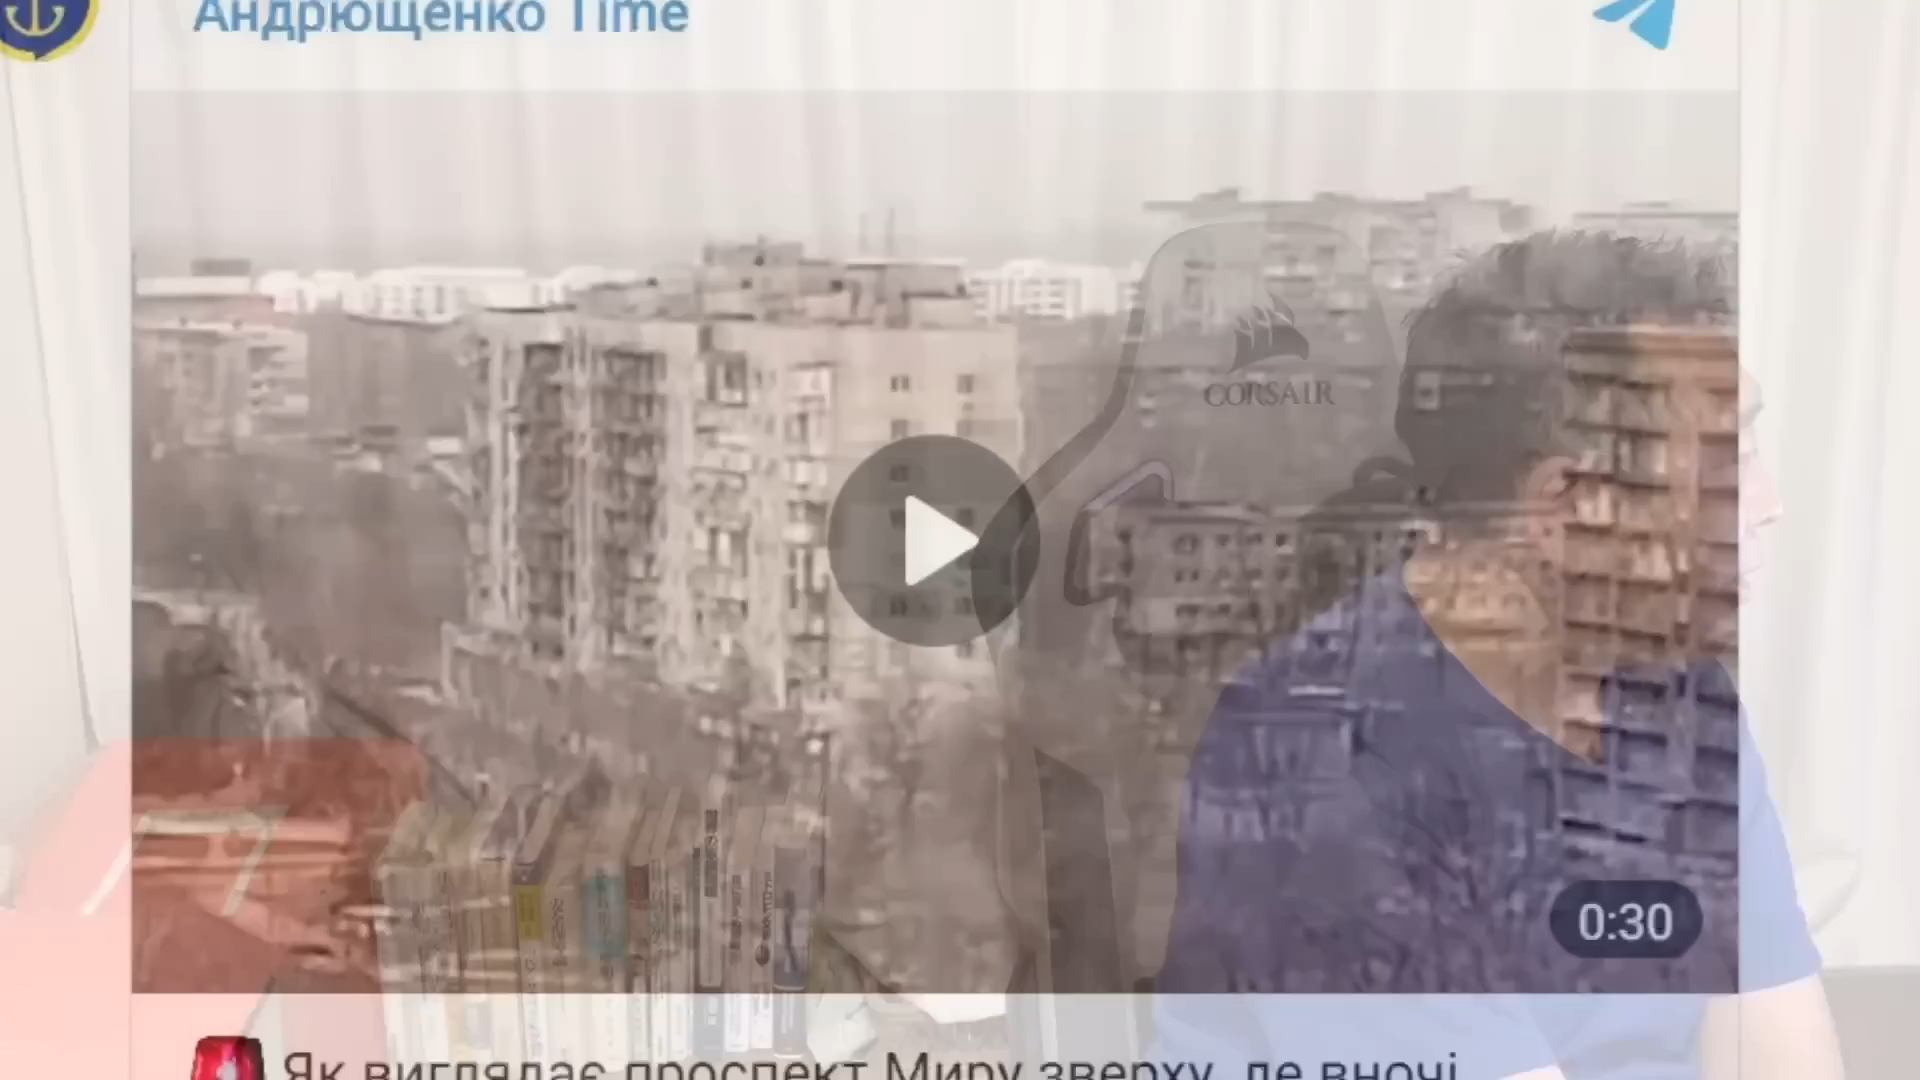 Андрющенко Time
CORSAIR
0:30
Як виглядає проспект Миру зверху, де вночі